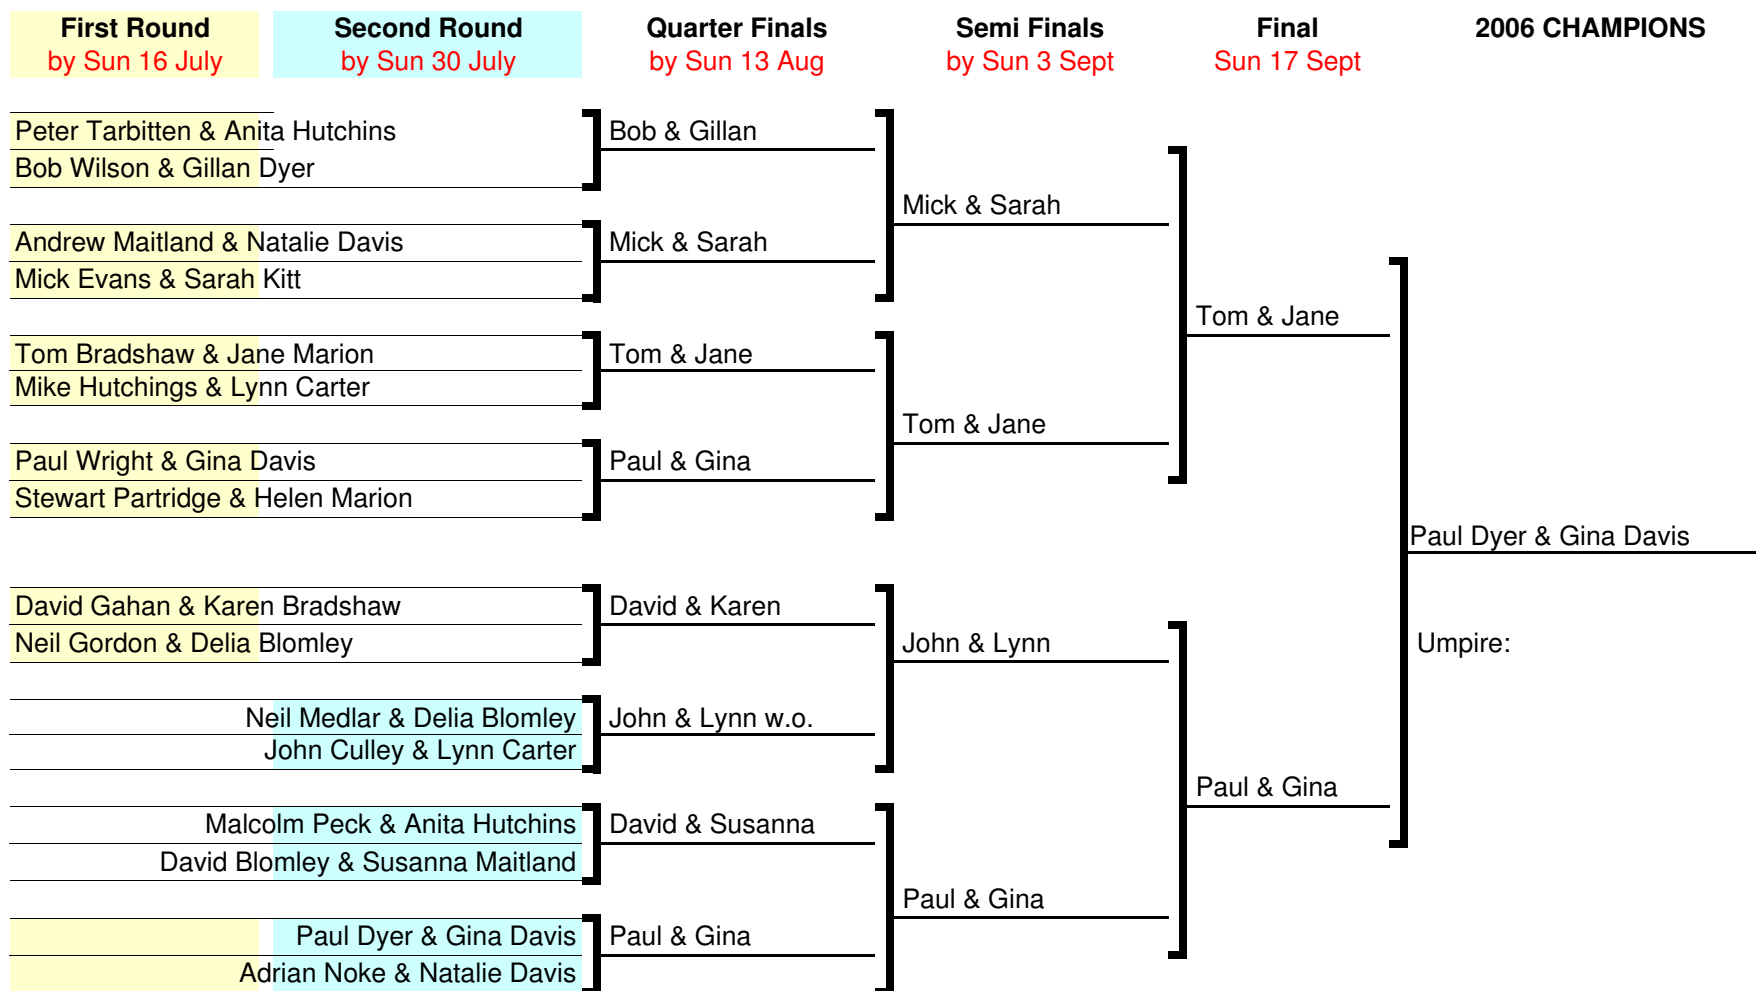 First Round Second Round Quarter Finals Semi Finals Final 2006 CHAMPIONS
by Sun 16 July by Sun 30 July by Sun 13 Aug by Sun 3 Sept Sun 17 Sept
Peter Tarbitten & Anita Hutchins Bob & Gillan
Bob Wilson & Gillan Dyer
Mick & Sarah
Andrew Maitland & Natalie Davis Mick & Sarah
Mick Evans & Sarah Kitt
Tom & Jane
Tom Bradshaw & Jane Marion Tom & Jane
Mike Hutchings & Lynn Carter
Tom & Jane
Paul Wright & Gina Davis Paul & Gina
Stewart Partridge & Helen Marion
Paul Dyer & Gina Davis
David Gahan & Karen Bradshaw David & Karen
Neil Gordon & Delia Blomley John & Lynn Umpire:
Neil Medlar & Delia Blomley John & Lynn w.o.
John Culley & Lynn Carter
Paul & Gina
Malcolm Peck & Anita Hutchins David & Susanna
David Blomley & Susanna Maitland
Paul & Gina
Paul Dyer & Gina Davis Paul & Gina
Adrian Noke & Natalie Davis